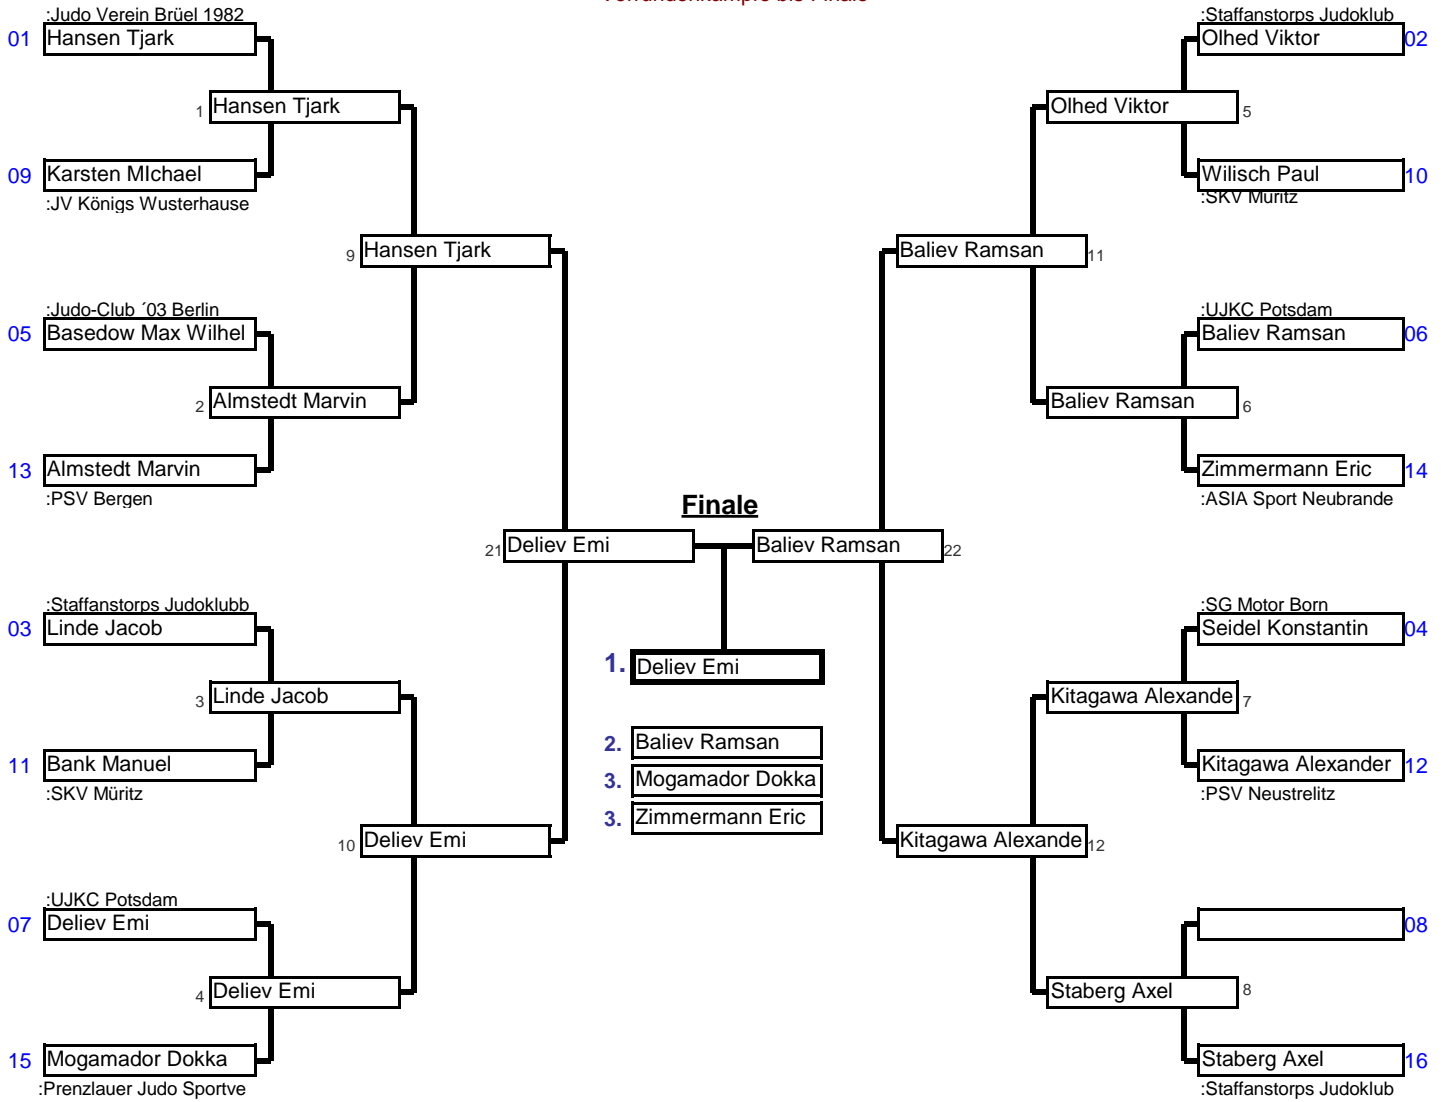 Vorrundenkämpfe bis Finale
:Judo Verein Brüel 1982
01 Hansen Tjark
1 Hansen Tjark
09 Karsten MIchael
:JV Königs Wusterhause
9 Hansen Tjark
:Judo-Club ´03 Berlin
05 Basedow Max Wilhel
2 Almstedt Marvin
13 Almstedt Marvin
:PSV Bergen
21 Deliev Emi
:Staffanstorps Judoklubb
03 Linde Jacob
3 Linde Jacob
11 Bank Manuel
:SKV Müritz
10 Deliev Emi
:UJKC Potsdam
07 Deliev Emi
4 Deliev Emi
15 Mogamador Dokka
:Prenzlauer Judo Sportve
Finale
1. Deliev Emi
2. Baliev Ramsan
3. Mogamador Dokka
3. Zimmermann Eric
:Staffanstorps Judoklub
Olhed Viktor 02
Olhed Viktor 5
Wilisch Paul 10
:SKV Müritz
Baliev Ramsan 11
:UJKC Potsdam
Baliev Ramsan 06
Baliev Ramsan 6
Zimmermann Eric 14
:ASIA Sport Neubrande
Baliev Ramsan 22
:SG Motor Born
Seidel Konstantin 04
Kitagawa Alexande 7
Kitagawa Alexander 12
:PSV Neustrelitz
Kitagawa Alexande 12
08
Staberg Axel 8
Staberg Axel 16
:Staffanstorps Judoklub